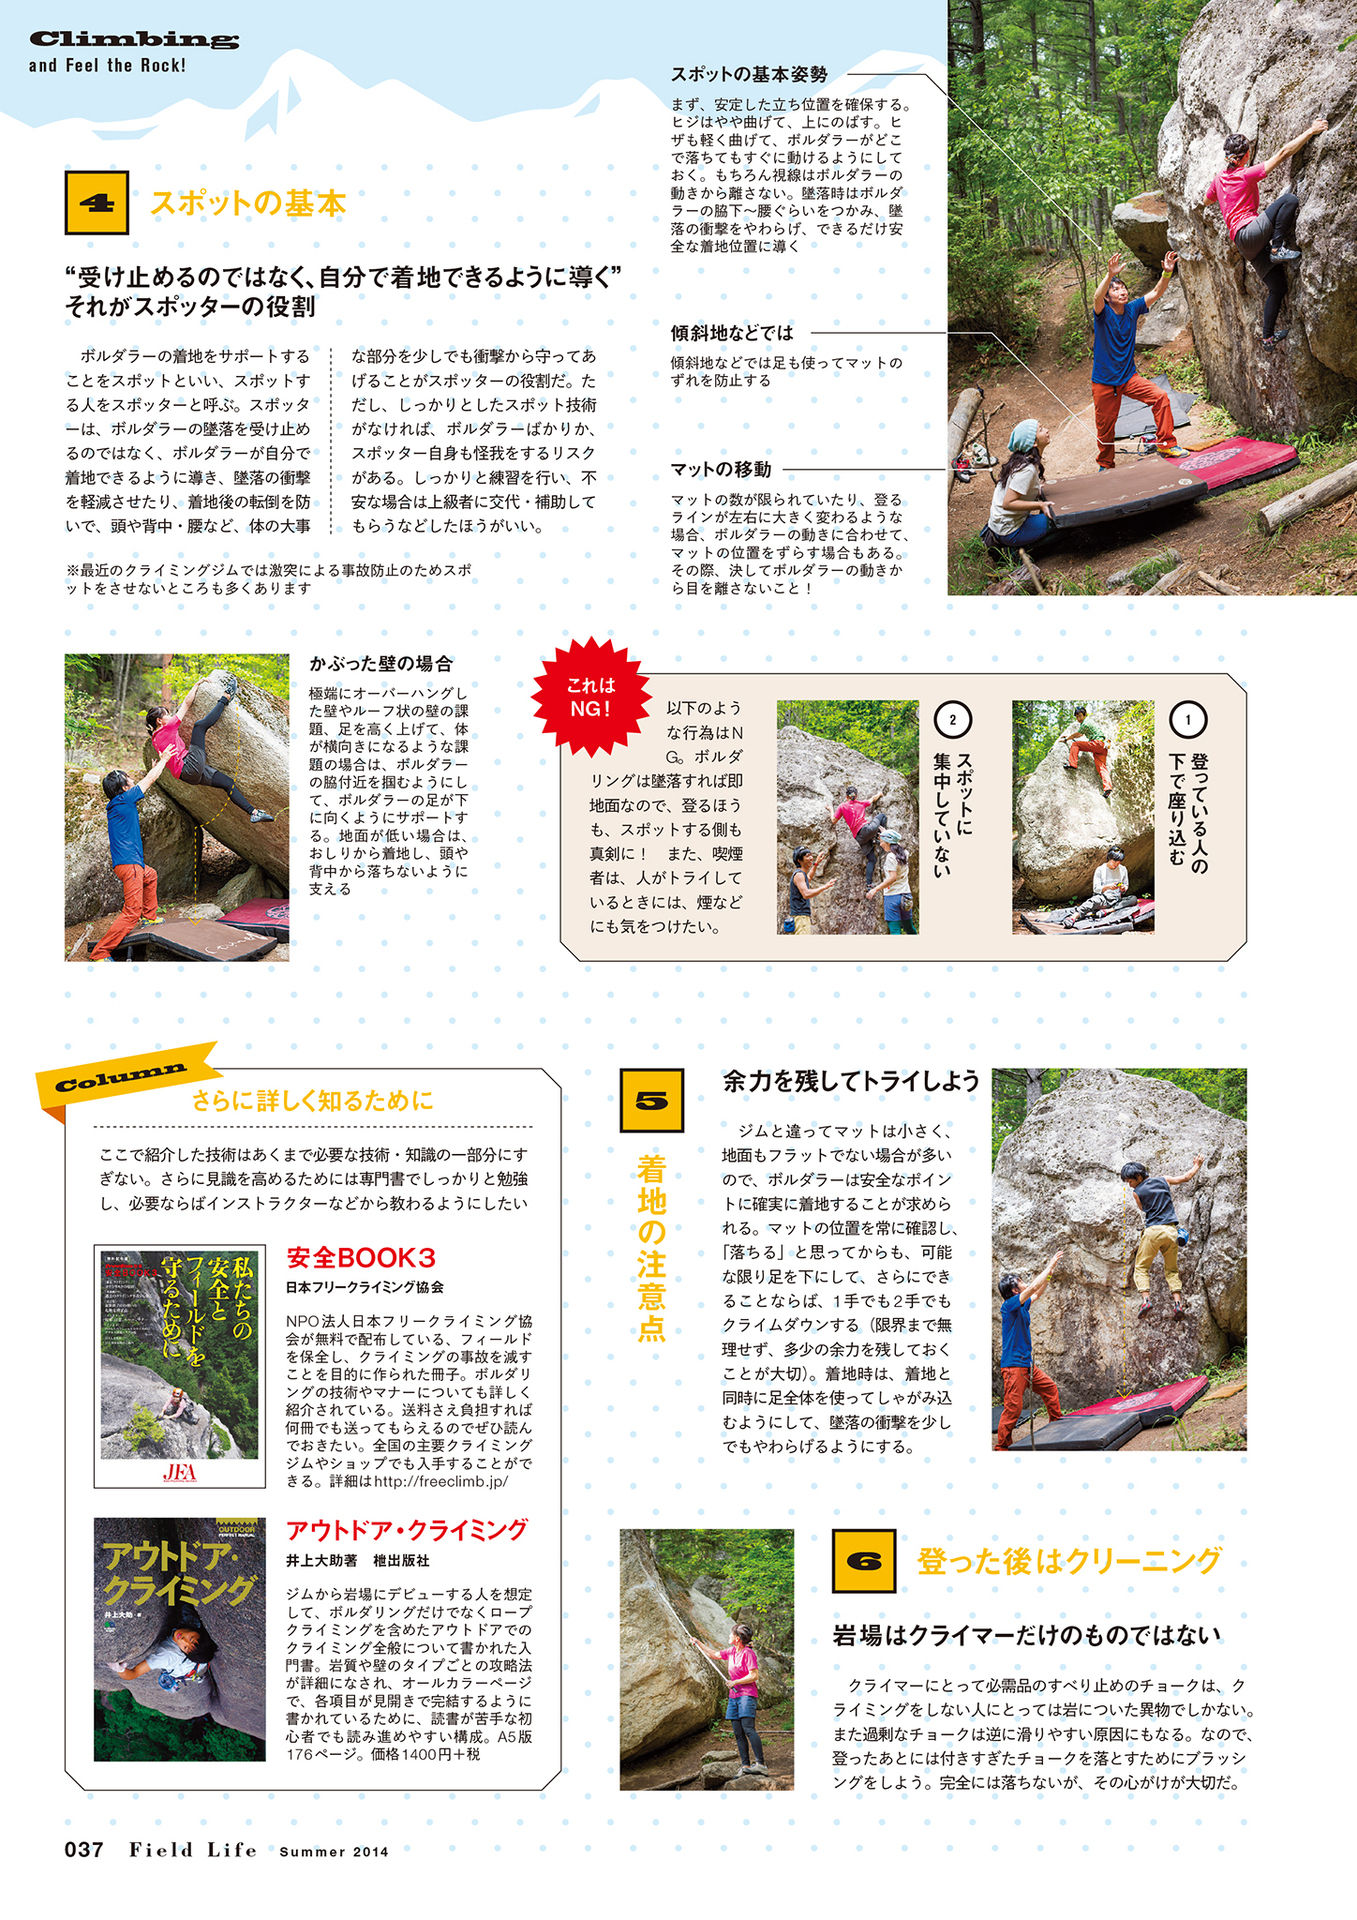 Climbing
and Feel the Rock!
4
スポットの基本
“受け止めるのではなく、自分で着地できるように導く”
それがスポッターの役割
ボルダラーの着地をサポートする
ことをスポットといい、スポットす
る人をスポッターと呼ぶ。スポッタ
ーは、ボルダラーの墜落を受け止め
るのではなく、ボルダラーが自分で
着地できるように導き、墜落の衝撃
を軽減させたり、着地後の転倒を防
いで、頭や背中・腰など、体の大事
な部分を少しでも衝撃から守ってあ
げることがスポッターの役割だ。た
だし、しっかりとしたスポット技術
がなければ、ボルダラーばかりか、
スポッター自身も怪我をするリスク
がある。しっかりと練習を行い、不
安な場合は上級者に交代・補助して
もらうなどしたほうがいい。
※最近のクライミングジムでは激突による事故防止のためスポ
ットをさせないところも多くあります
スポットの基本姿勢
まず、安定した立ち位置を確保する。
ヒジはやや曲げて、上にのばす。ヒ
ザも軽く曲げて、ボルダラーがどこ
で落ちてもすぐに動けるようにして
おく。もちろん視線はボルダラーの
動きから離さない。墜落時はボルダ
ラーの脇下〜腰ぐらいをつかみ、墜
落の衝撃をやわらげ、できるだけ安
全な着地位置に導く
傾斜地などでは
傾斜地などでは足も使ってマットの
ずれを防止する
マットの移動
マットの数が限られていたり、登る
ラインが左右に大きく変わるような
場合、ボルダラーの動きに合わせて、
マットの位置をずらす場合もある。
その際、決してボルダラーの動きか
ら目を離さないこと！
かぶった壁の場合
極端にオーバーハングし
た壁やルーフ状の壁の課
題、足を高く上げて、体
が横向きになるような課
題の場合は、ボルダラー
の脇付近を掴むようにし
て、ボルダラーの足が下
に向くようにサポートす
る。地面が低い場合は、
おしりから着地し、頭や
背中から落ちないように
支える
これは
NG！
以下のよう
な行為はN
G。ボルダ
リングは墜落すれば即
地面なので、登るほう
も、スポットする側も
真剣に！　また、喫煙
者は、人がトライして
いるときには、煙など
にも気をつけたい。
1
登っている人の
下で座り込む
2
スポットに
集中していない
Column
さらに詳しく知るために
ここで紹介した技術はあくまで必要な技術・知識の一部分にす
ぎない。さらに見識を高めるためには専門書でしっかりと勉強
し、必要ならばインストラクターなどから教わるようにしたい
私たちの
安全と
フィールドを
守るために
安全BOOK3
JFA
安全BOOK3
日本フリークライミング協会
NPO法人日本フリークライミング協
会が無料で配布している、フィールド
を保全し、クライミングの事故を減す
ことを目的に作られた冊子。ボルダリ
ングの技術やマナーについても詳しく
紹介されている。送料さえ負担すれば
何冊でも送ってもらえるのでぜひ読ん
でおきたい。全国の主要クライミング
ジムやショップでも入手することがで
きる。詳細はhttp://freeclimb.jp/
OUTDOOR
PERFECT MANUAL
アウトドア・
クライミング
井上大助・著
アウトドア・クライミング
井上大助著　枻出版社
ジムから岩場にデビューする人を想定
して、ボルダリングだけでなくロープ
クライミングを含めたアウトドアでの
クライミング全般について書かれた入
門書。岩質や壁のタイプごとの攻略法
が詳細になされ、オールカラーページ
で、各項目が見開きで完結するように
書かれているために、読書が苦手な初
心者でも読み進めやすい構成。A5版
176ページ。価格1400円＋税
5
着地の注意点
余力を残してトライしよう
ジムと違ってマットは小さく、
地面もフラットでない場合が多い
ので、ボルダラーは安全なポイン
トに確実に着地することが求めら
れる。マットの位置を常に確認し、
「落ちる」と思ってからも、可能
な限り足を下にして、さらにでき
ることならば、1手でも2手でも
クライムダウンする（限界まで無
理せず、多少の余力を残しておく
ことが大切）。着地時は、着地と
同時に足全体を使ってしゃがみ込
むようにして、墜落の衝撃を少し
でもやわらげるようにする。
6
登った後はクリーニング
岩場はクライマーだけのものではない
クライマーにとって必需品のすべり止めのチョークは、ク
ライミングをしない人にとっては岩についた異物でしかない。
また過剰なチョークは逆に滑りやすい原因にもなる。なので、
登ったあとには付きすぎたチョークを落とすためにブラッシ
ングをしよう。完全には落ちないが、その心がけが大切だ。
037 Field Life Summer 2014